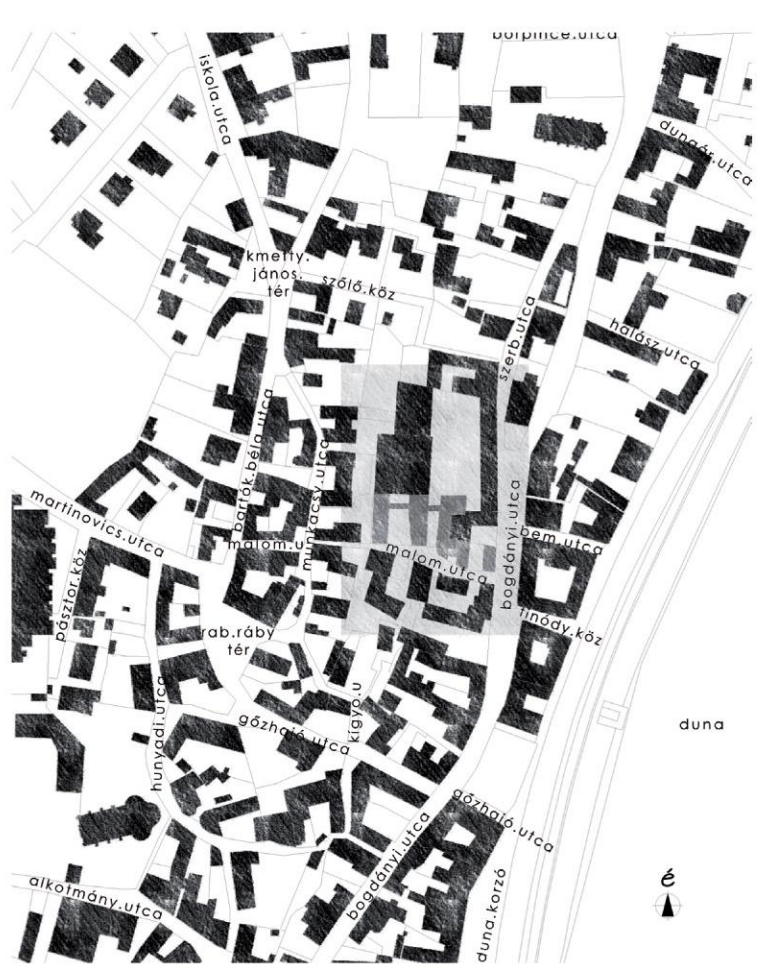 borpince.utca
iskola.utca
dunaár.utca
kmetty.
jános.
tér
szőlő.köz
szerb.utca
halász.utca
bartók.béla.utca
munkácsy.utca
martinovics.utca
malom.u
malom.utca
bogdányi.utca
bem.utca
pásztor.köz
tinódy.köz
rab.ráby
tér
hunyadi.utca
kígyo.u
gőzhajó.utca
duna
gőzhajó.utca
bogdányi.utca
alkotmány.utca
duna.korzó
é